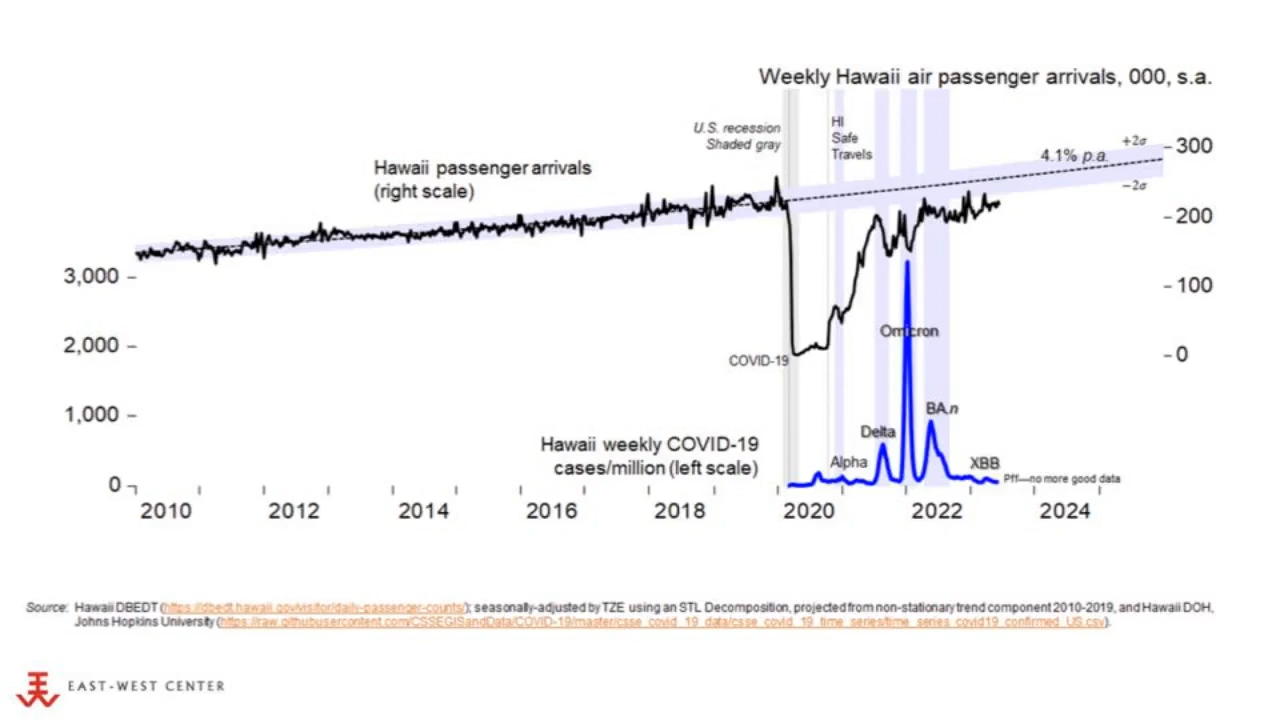 Weekly Hawaii air passenger arrivals, 000, s.a.
U.S. recession
Shaded gray
HI
Safe
Travels
Hawaii passenger arrivals
(right scale)
4.1% p.a.
+2σ
−2σ
300
200
100
0
3,000
2,000
1,000
0
COVID-19
Omicron
BA.n
Delta
Alpha
XBB
Pff—no more good data
Hawaii weekly COVID-19
cases/million (left scale)
2010 2012 2014 2016 2018 2020 2022 2024
Source: Hawaii DBEDT (https://dbedt.hawaii.gov/visitor/daily-passenger-counts/); seasonally-adjusted by TZE using an STL Decomposition, projected from non-stationary trend component 2010-2019, and Hawaii DOH,
Johns Hopkins University (https://raw.githubusercontent.com/CSSEGISandData/COVID-19/master/csse_covid_19_data/csse_covid_19_time_series/time_series_covid19_confirmed_US.csv).
EAST-WEST CENTER